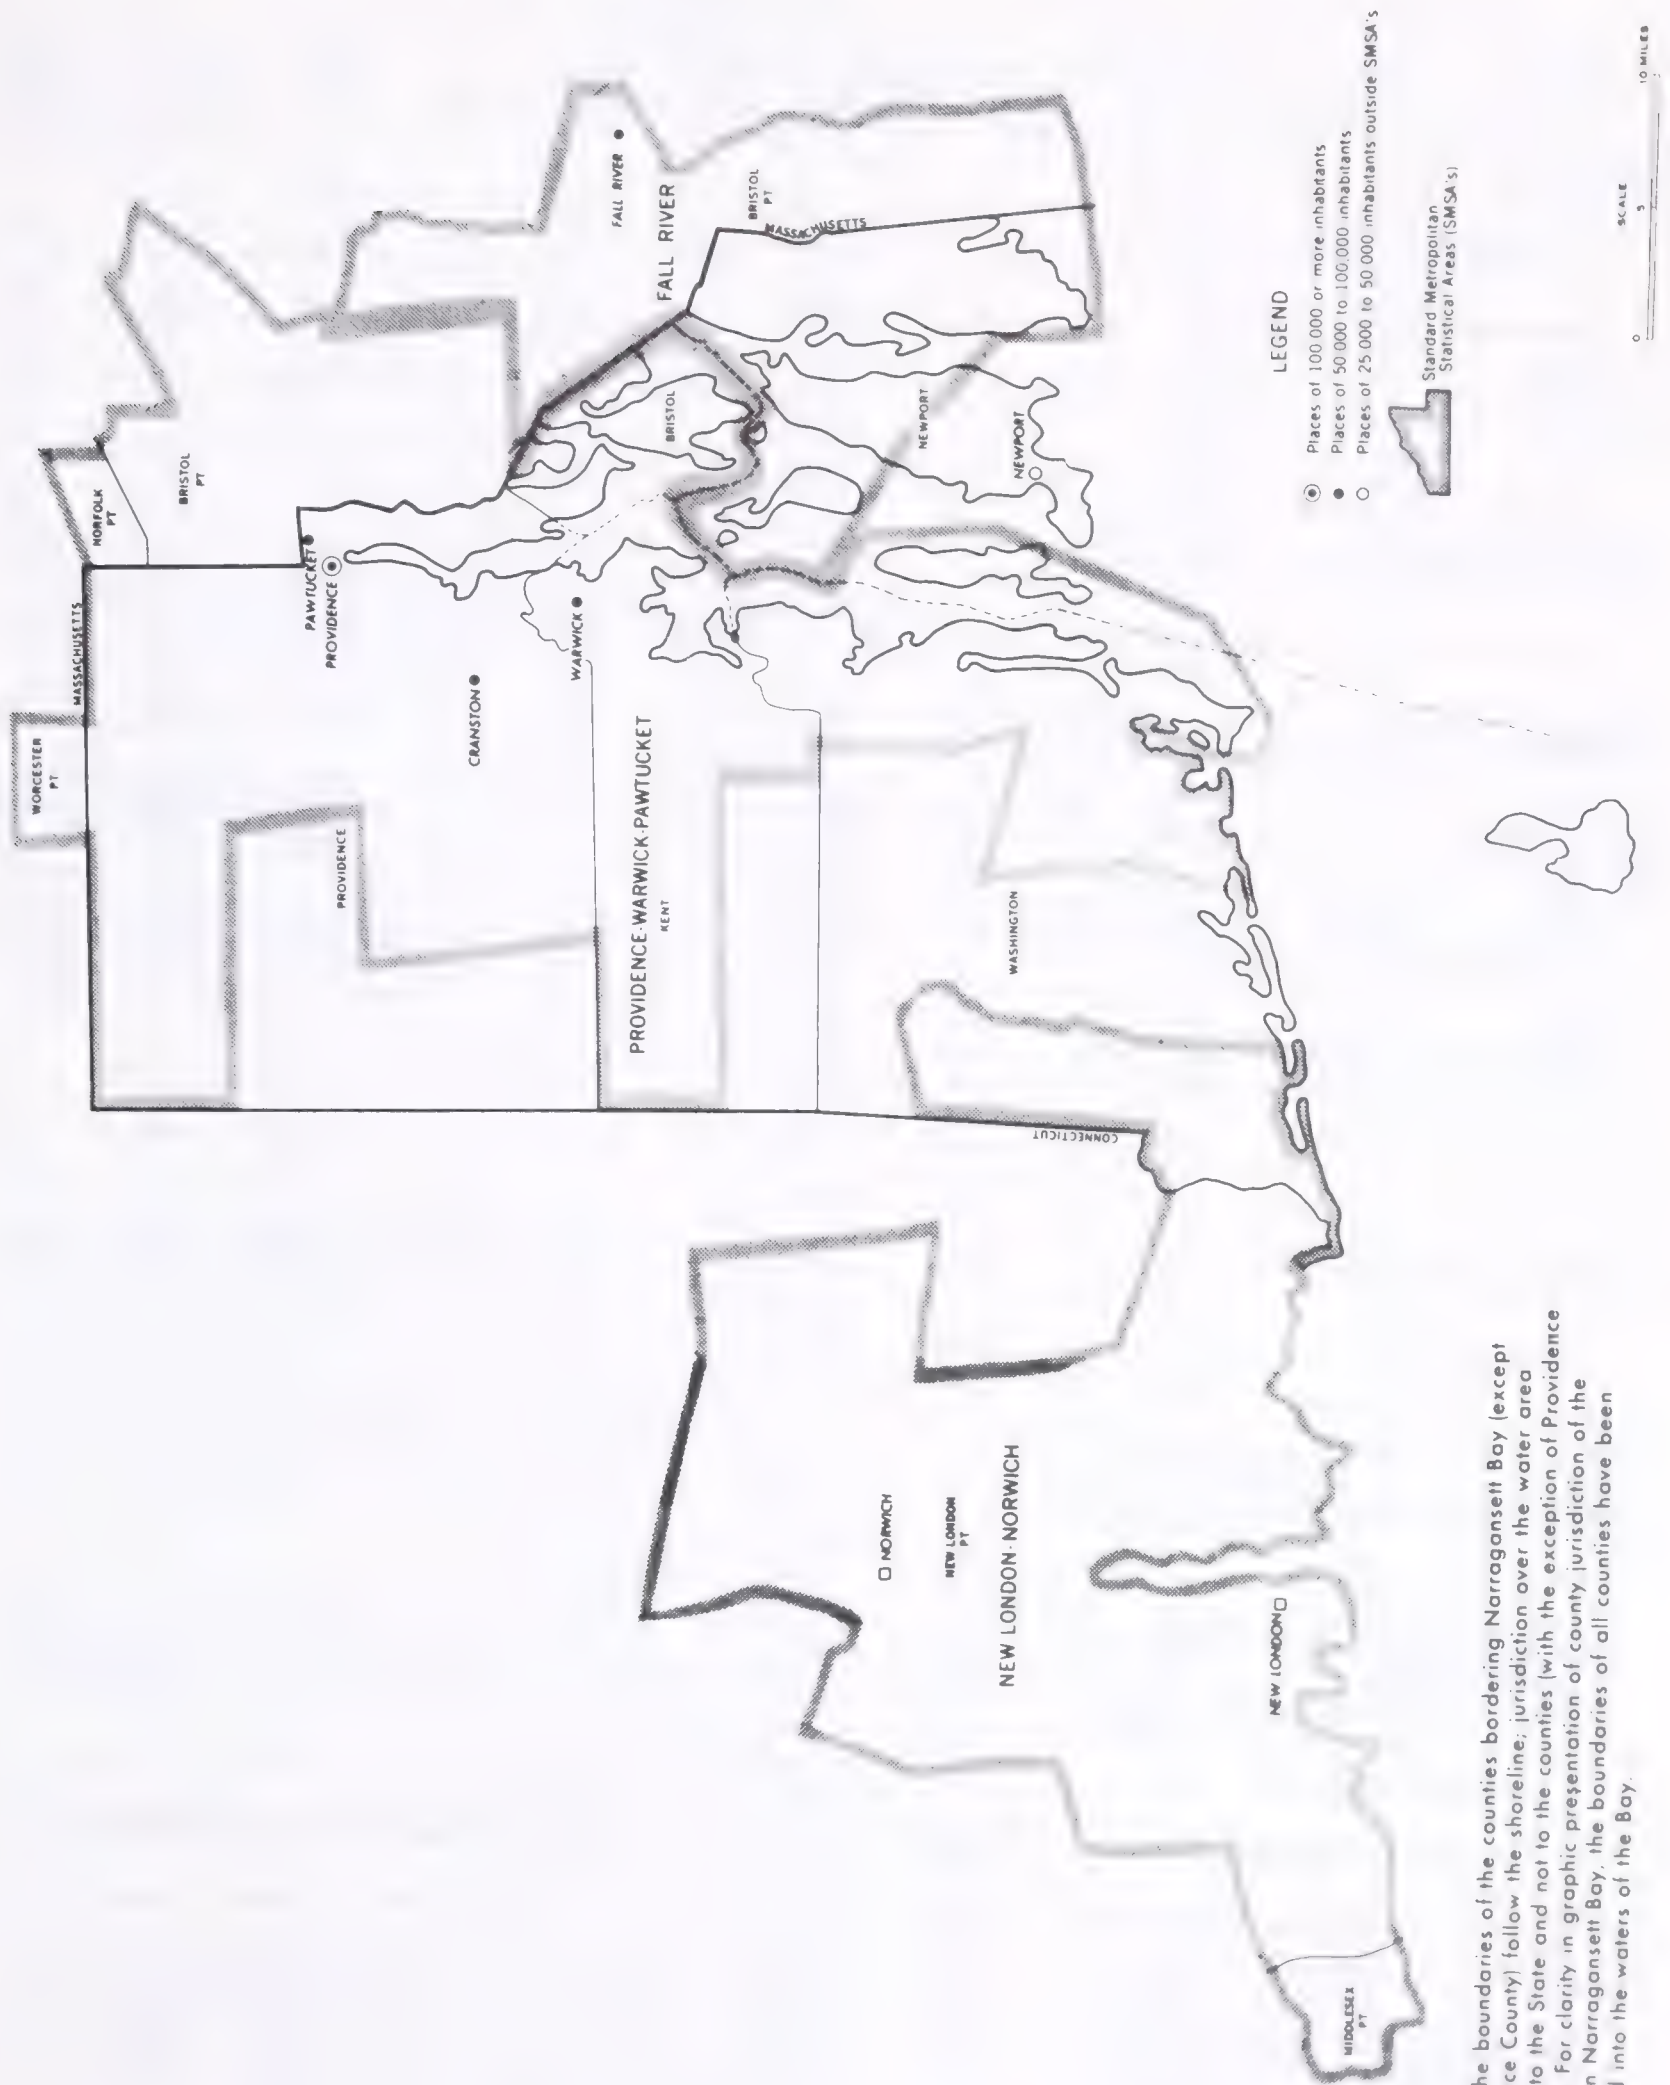 MASSACHUSETTS
WORCESTER
PT
NORFOLK
PT
BRISTOL
PT
PAWTUCKET
PROVIDENCE
PROVIDENCE
CRANSTON
WARWICK
PROVIDENCE-WARWICK-PAWTUCKET
KENT
WASHINGTON
CONNECTICUT
FALL RIVER
FALL RIVER
BRISTOL
PT
MASSACHUSETTS
BRISTOL
NEWPORT
NEWPORT
NORWICH
NEW LONDON
PT
NEW LONDON-NORWICH
NEW LONDON
MIDDLESEX
PT
LEGEND
Places of 100 000 or more inhabitants
Places of 50 000 to 100,000 inhabitants
Places of 25 000 to 50 000 inhabitants outside SMSA's
Standard Metropolitan
Statistical Areas (SMSA's)
SCALE
0 5 10 MILES
he boundaries of the counties bordering Narragansett Bay (except
ce County) follow the shoreline; jurisdiction over the water area
to the State and not to the counties (with the exception of Providence
For clarity in graphic presentation of county jurisdiction of the
n Narragansett Bay, the boundaries of all counties have been
l into the waters of the Bay.